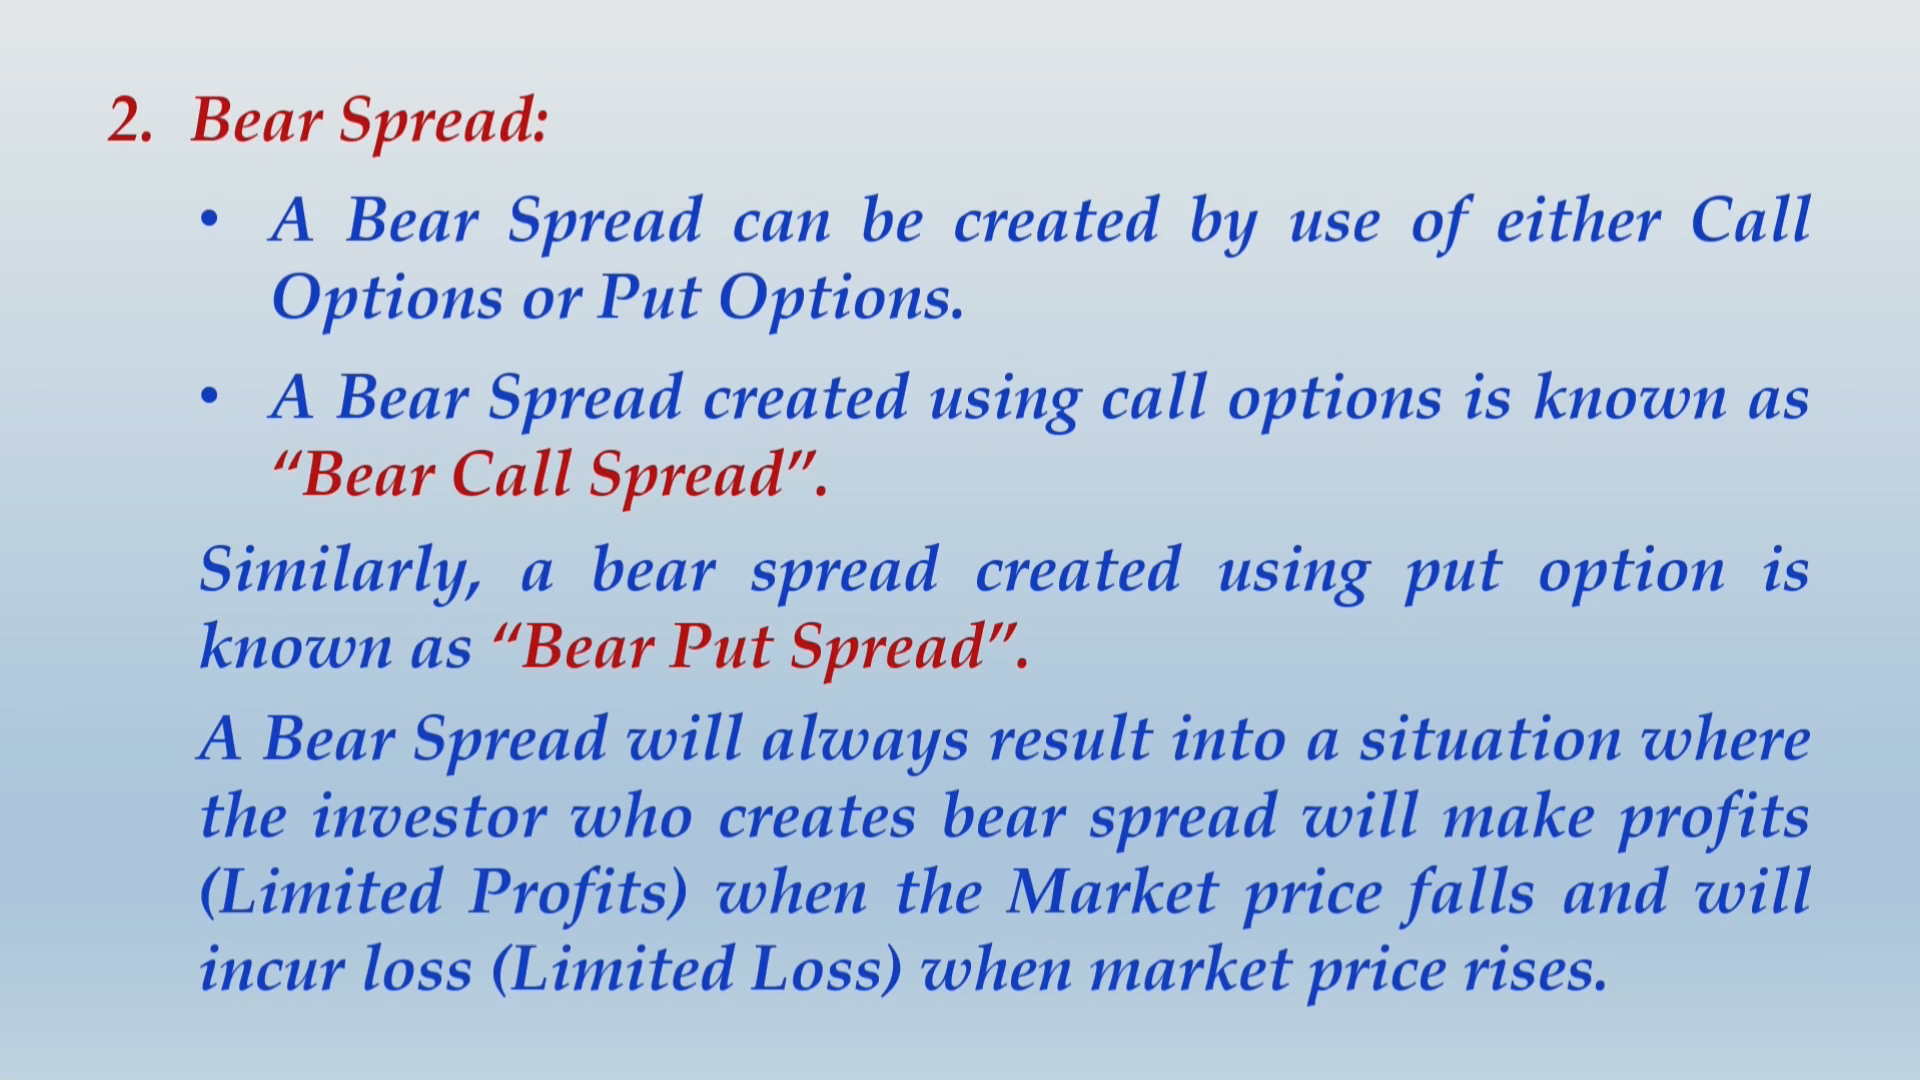 2. Bear Spread:
• A Bear Spread can be created by use of either Call
Options or Put Options.
• A Bear Spread created using call options is known as
“Bear Call Spread”.
Similarly, a bear spread created using put option is
known as “Bear Put Spread”.
A Bear Spread will always result into a situation where
the investor who creates bear spread will make profits
(Limited Profits) when the Market price falls and will
incur loss (Limited Loss) when market price rises.